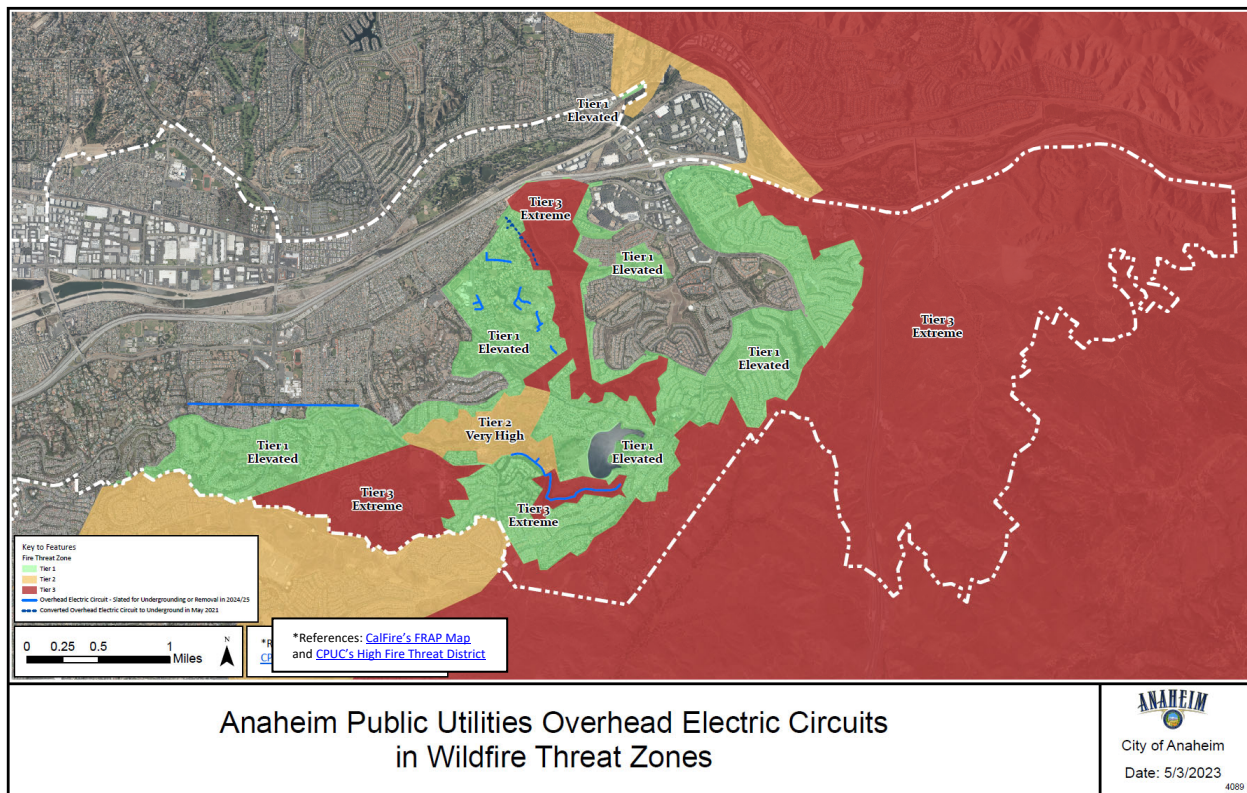 Tier 1
Elevated
Tier 3
Extreme
Tier 1
Elevated
Tier 3
Extreme
Tier 1
Elevated
Tier 1
Elevated
Tier 2
Very High
Tier 1
Elevated
Tier 1
Elevated
Tier 3
Extreme
Tier 3
Extreme
Key to Features
Fire Threat Zone
Tier 1
Tier 2
Tier 3
Overhead Electric Circuit - Slated for Undergrounding or Removal in 2024/25
Converted Overhead Electric Circuit to Underground in May 2021
0 0.25 0.5 1
Miles
N
*R
CP
*References: CalFire's FRAP Map
and CPUC's High Fire Threat District
Anaheim Public Utilities Overhead Electric Circuits
in Wildfire Threat Zones
ANAHEIM
City of Anaheim
Date: 5/3/2023
4089